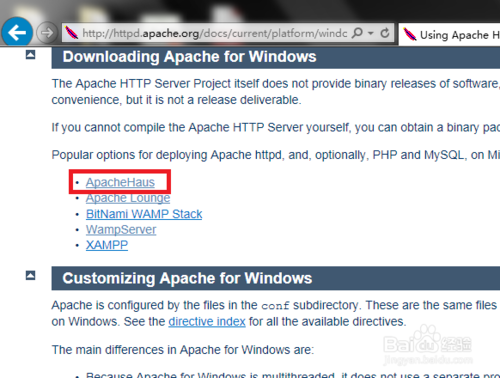 http://httpd.apache.org/docs/current/platform/windc
Using Apache H
Downloading Apache for Windows
The Apache HTTP Server Project itself does not provide binary releases of software,
convenience, but it is not a release deliverable.
If you cannot compile the Apache HTTP Server yourself, you can obtain a binary pac
Popular options for deploying Apache httpd, and, optionally, PHP and MySQL, on Mi
• ApacheHaus
• Apache Lounge
• BitNami WAMP Stack
• WampServer
• XAMPP
Customizing Apache for Windows
Apache is configured by the files in the conf subdirectory. These are the same files
on Windows. See the directive index for all the available directives.
The main differences in Apache for Windows are:
• Because Apache for Windows is multithreaded, it does not use a separate pro
Baidu 经验
jingyan.baidu.com